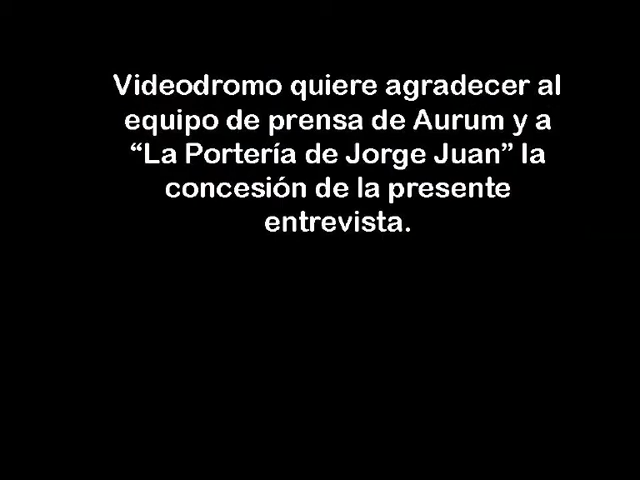 Videodromo quiere agradecer al
equipo de prensa de Aurum y a
“La Portería de Jorge Juan” la
concesión de la presente
entrevista.